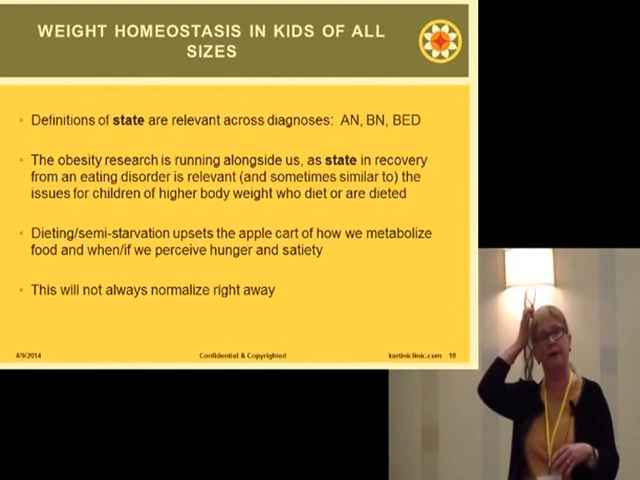 WEIGHT HOMEOSTASIS IN KIDS OF ALL
SIZES
• Definitions of state are relevant across diagnoses: AN, BN, BED
• The obesity research is running alongside us, as state in recovery
from an eating disorder is relevant (and sometimes similar to) the
issues for children of higher body weight who diet or are dieted
• Dieting/semi-starvation upsets the apple cart of how we metabolize
food and when/if we perceive hunger and satiety
• This will not always normalize right away
4/9/2014 Confidential & Copyrighted kartiniclinic.com 18